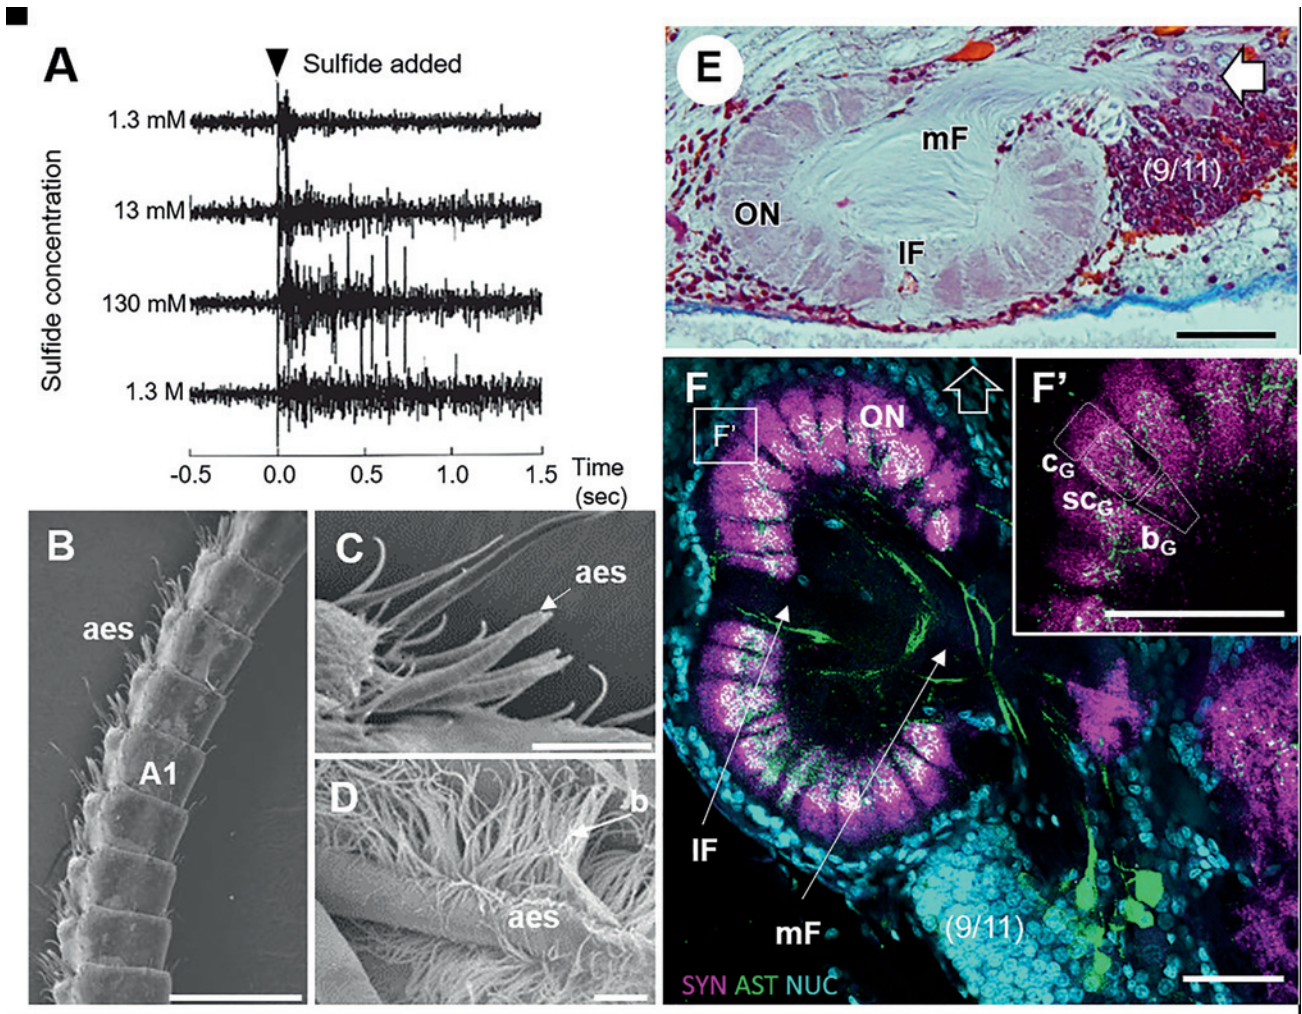 A
Sulfide added
Sulfide concentration
1.3 mM
13 mM
130 mM
1.3 M
-0.5 0.0 0.5 1.0 1.5
Time
(sec)
B
aes
A1
C
aes
D
b
aes
E
mF
(9/11)
ON
lF
F
ON
F'
lF
mF
(9/11)
SYN AST NUC
F'
cG
scG
bG